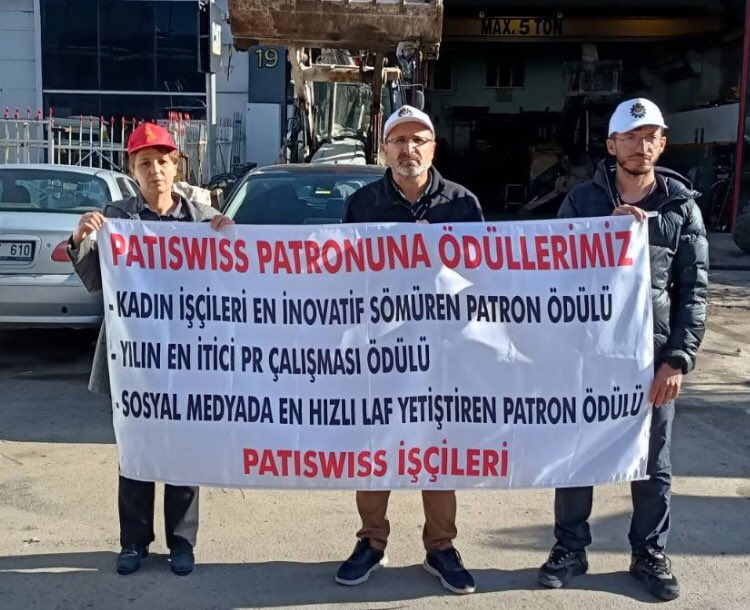 MAX. 5 TON
19
610
PATISWISS PATRONUNA ÖDÜLLERİMİZ
- KADIN İŞÇİLERİ EN İNOVATİF SÖMÜREN PATRON ÖDÜLÜ
- YILIN EN İTİCİ PR ÇALIŞMASI ÖDÜLÜ
- SOSYAL MEDYADA EN HIZLI LAF YETİŞTİREN PATRON ÖDÜLÜ
PATISWISS İŞÇİLERİ